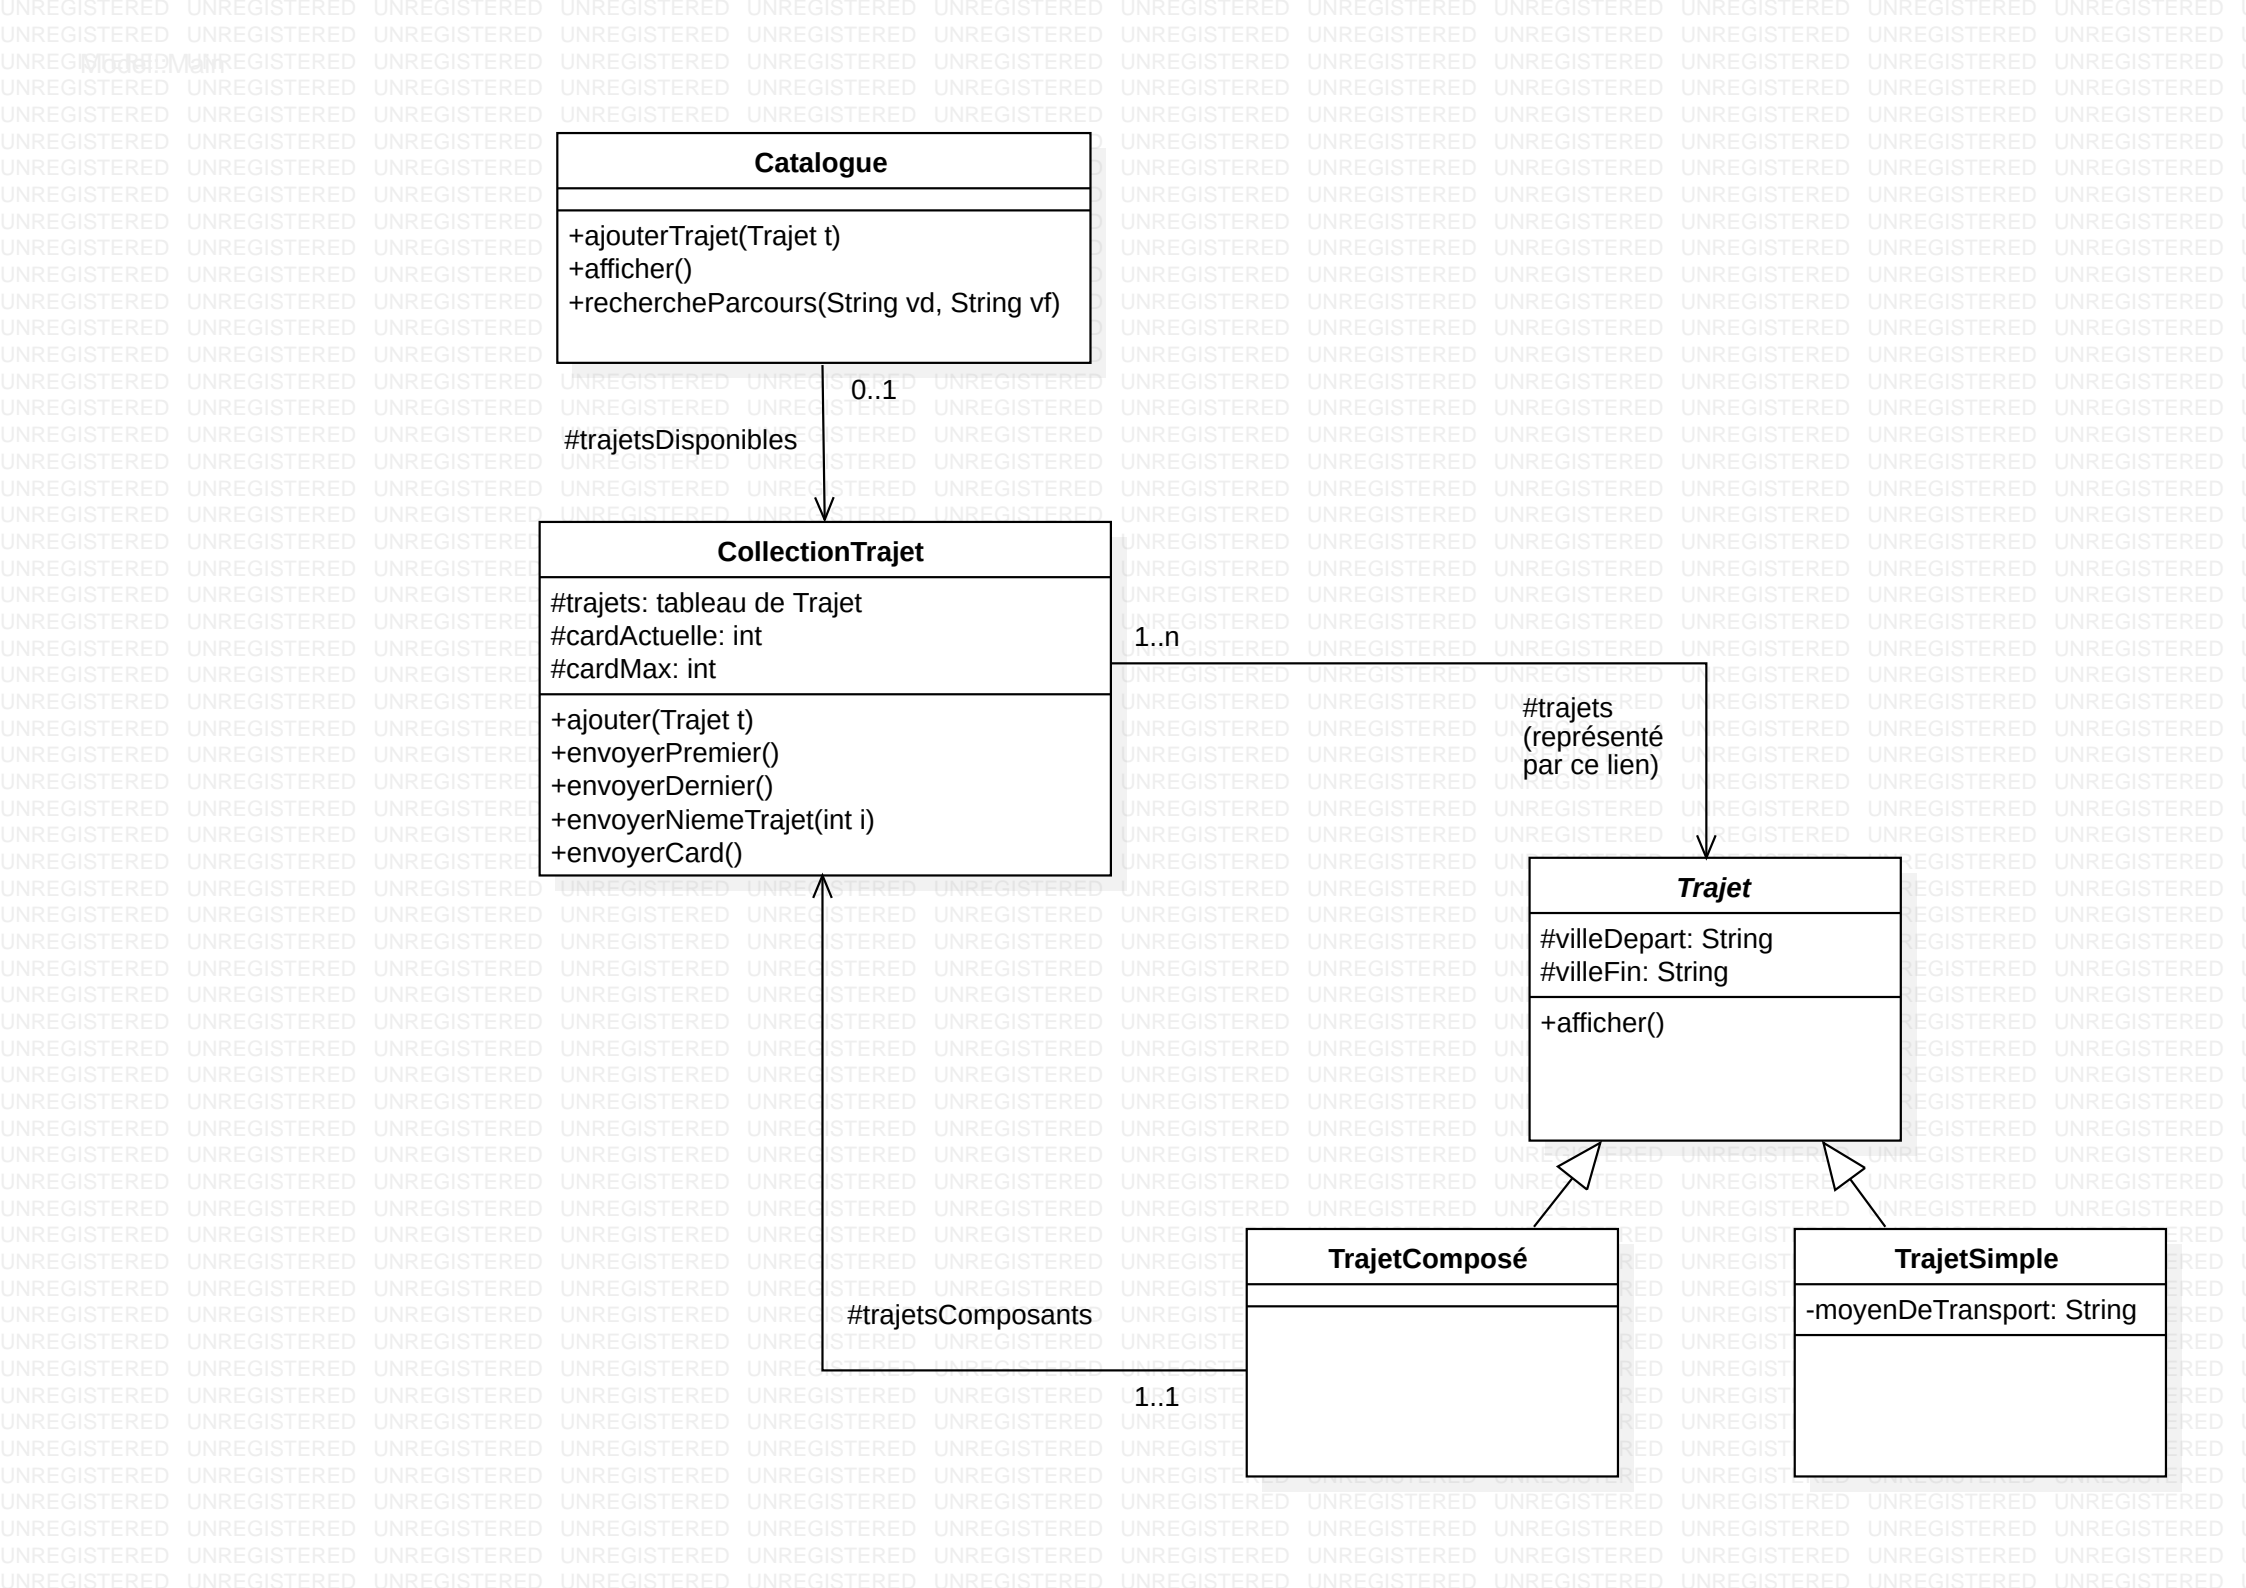 Model::Main
Catalogue
+ajouterTrajet(Trajet t)
+afficher()
+rechercheParcours(String vd, String vf)
0..1
#trajetsDisponibles
CollectionTrajet
#trajets: tableau de Trajet
#cardActuelle: int
#cardMax: int
+ajouter(Trajet t)
+envoyerPremier()
+envoyerDernier()
+envoyerNiemeTrajet(int i)
+envoyerCard()
1..n
#trajets
(représenté
par ce lien)
Trajet
#villeDepart: String
#villeFin: String
+afficher()
TrajetComposé
#trajetsComposants
1..1
TrajetSimple
-moyenDeTransport: String
UNREGISTERED